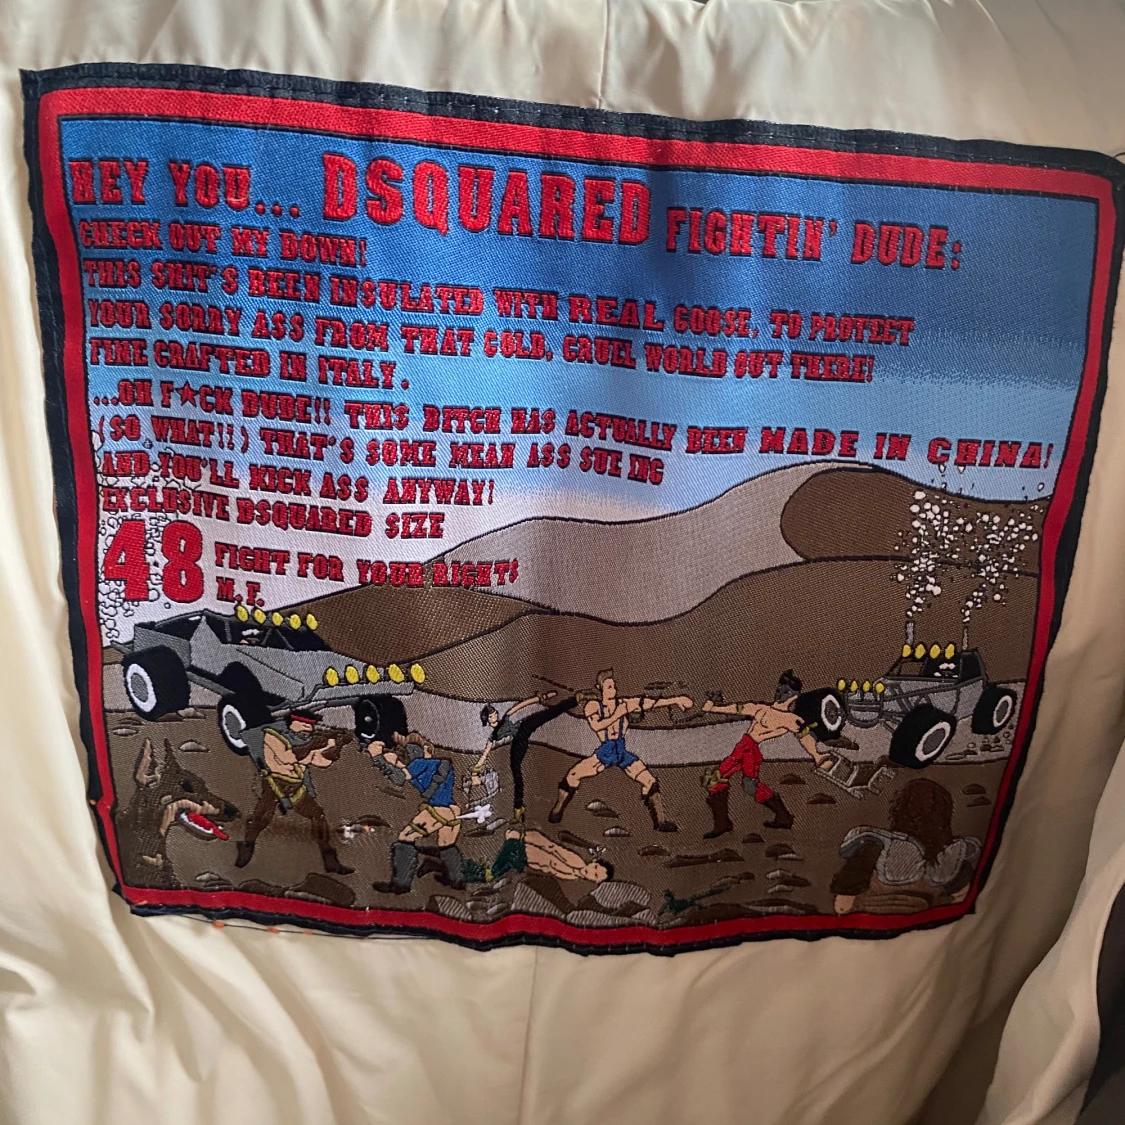 HEY YOU... DSQUARED FIGHTIN' DUDE:
CHECK OUT MY DOWN!
THIS SHIT'S BEEN INSULATED WITH REAL GOOSE, TO PROTECT
YOUR SORRY ASS FROM THAT COLD, CRUEL WORLD OUT THERE!
FINE CRAFTED IN ITALY.
...OH F★CK DUDE!! THIS BITCH HAS ACTUALLY BEEN MADE IN CHINA!
(SO WHAT!!) THAT'S SOME MEAN ASS SUE ING
AND YOU'LL KICK ASS ANYWAY!
EXCLUSIVE DSQUARED SIZE
48 FIGHT FOR YOUR RIGHT!
M.F.